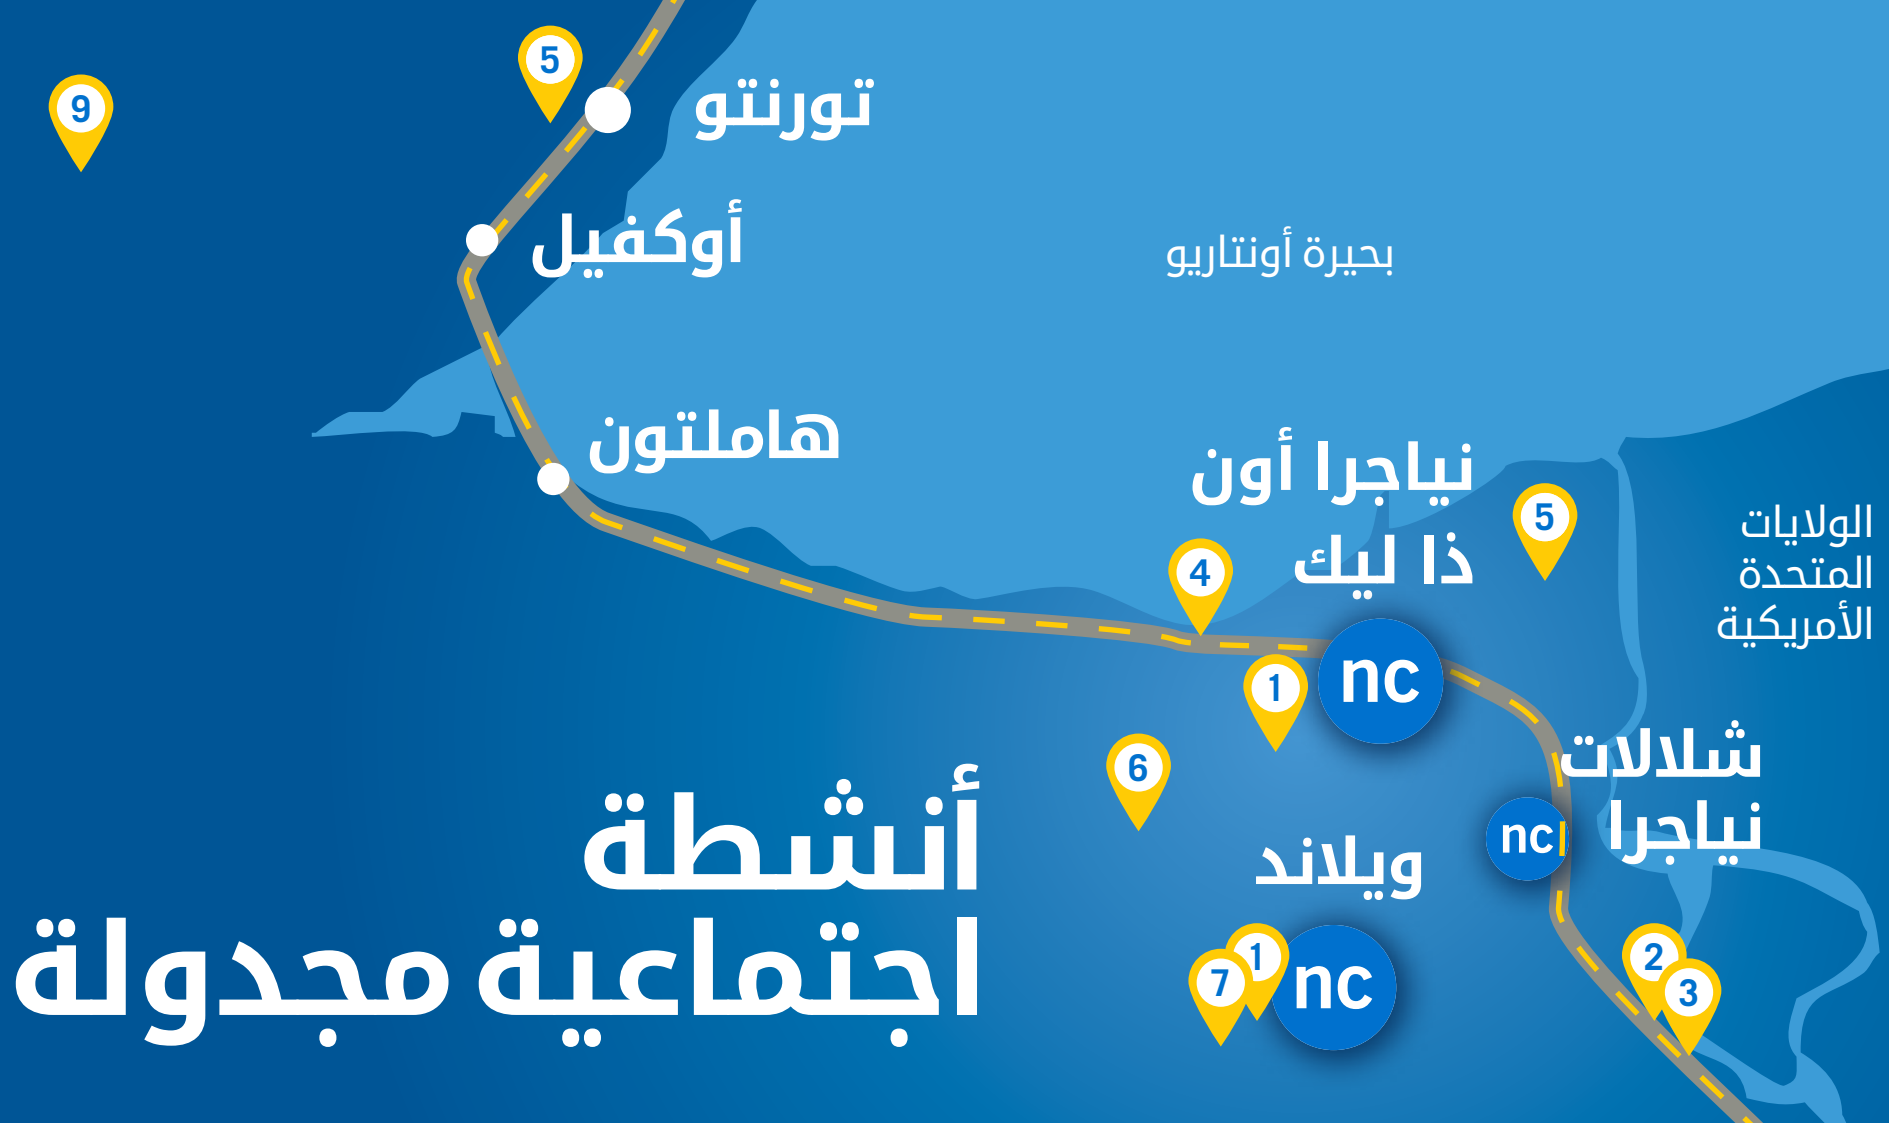 5
9
تورنتو
أوكفيل
بحيرة أونتاريو
هاملتون
نياجرا أون
ذا ليك
5
الولايات
المتحدة
الأمريكية
4
nc
1
شلالات
نياجرا
6
nc
ويلاند
أنشطة
اجتماعية مجدولة
1
7
nc
2
3